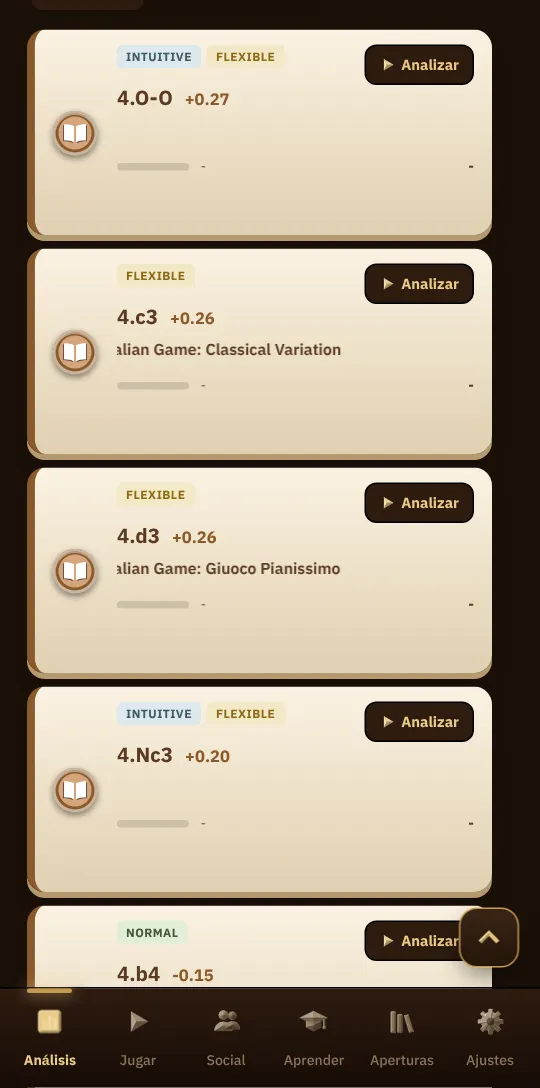 INTUITIVE FLEXIBLE
Analizar
4.O-O +0.27
- -
FLEXIBLE
Analizar
4.c3 +0.26
alian Game: Classical Variation
- -
FLEXIBLE
Analizar
4.d3 +0.26
alian Game: Giuoco Pianissimo
- -
INTUITIVE FLEXIBLE
Analizar
4.Nc3 +0.20
- -
NORMAL
Analizar
4.b4 -0.15
Análisis Jugar Social Aprender Aperturas Ajustes